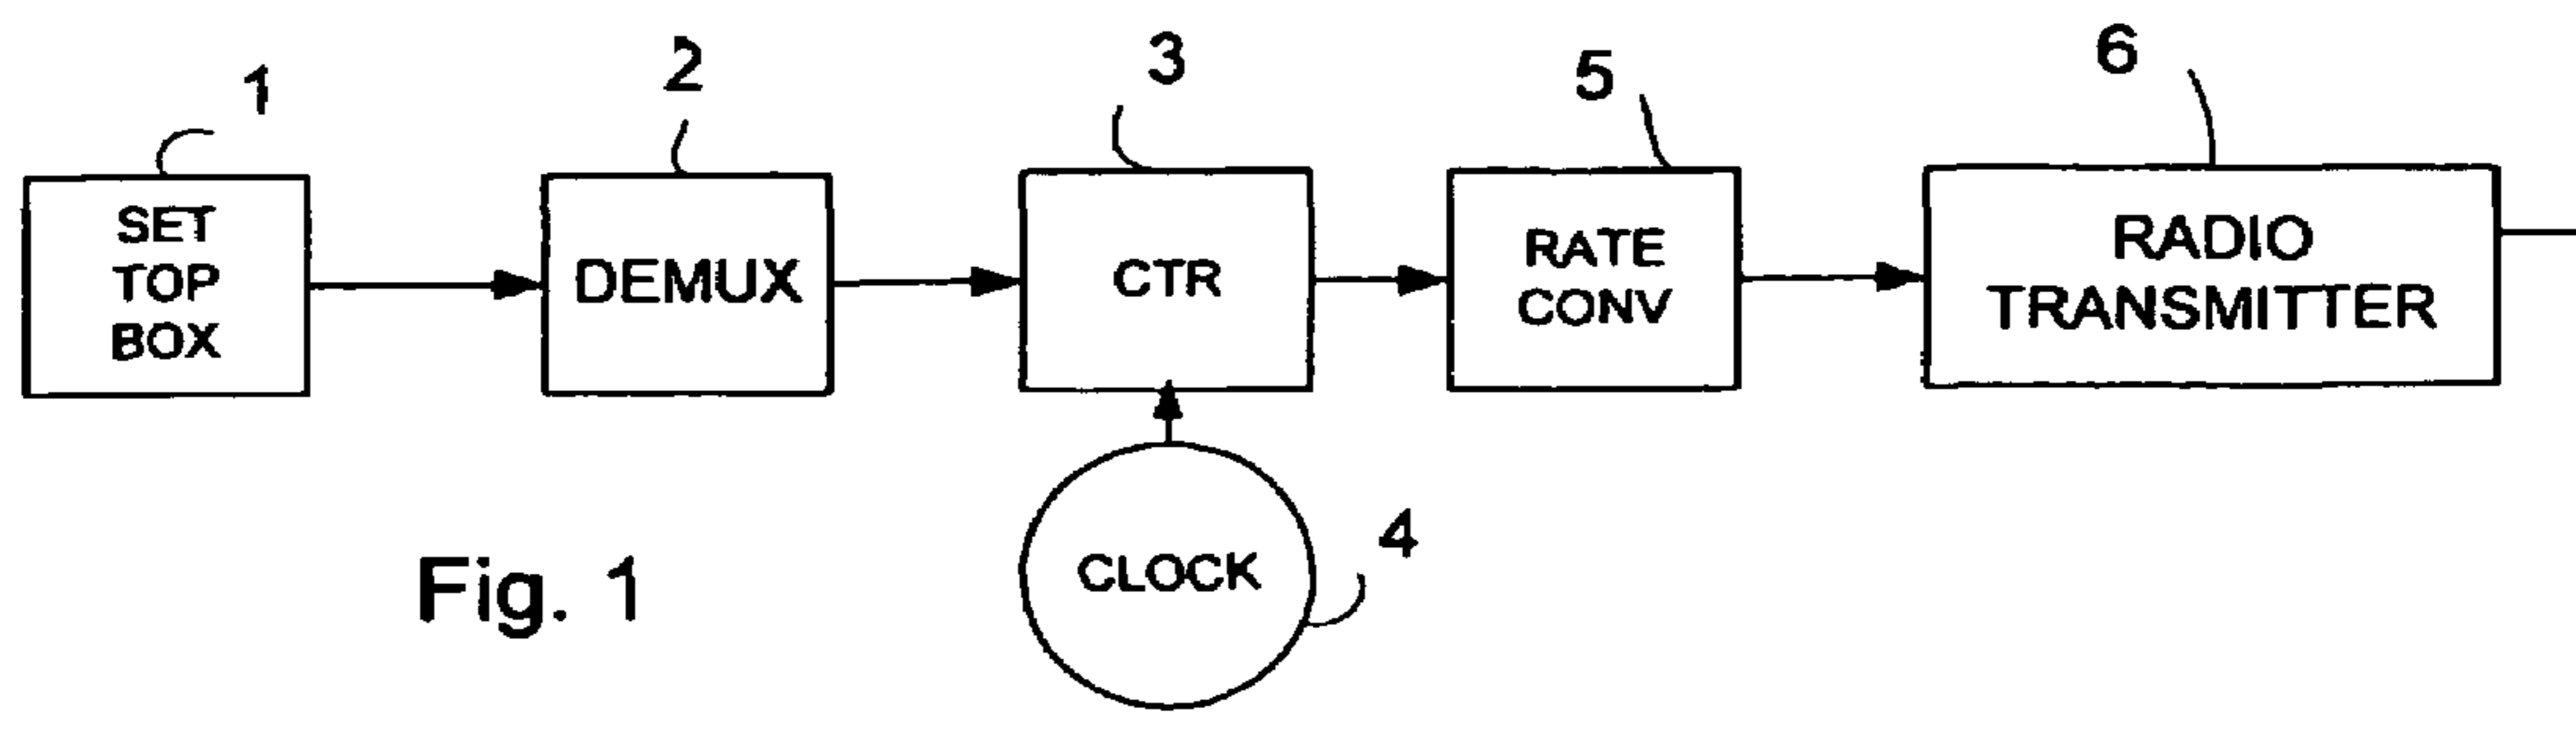 1
2
3
5
6
SET
TOP
BOX
DEMUX
CTR
RATE
CONV
RADIO
TRANSMITTER
CLOCK
4
Fig. 1